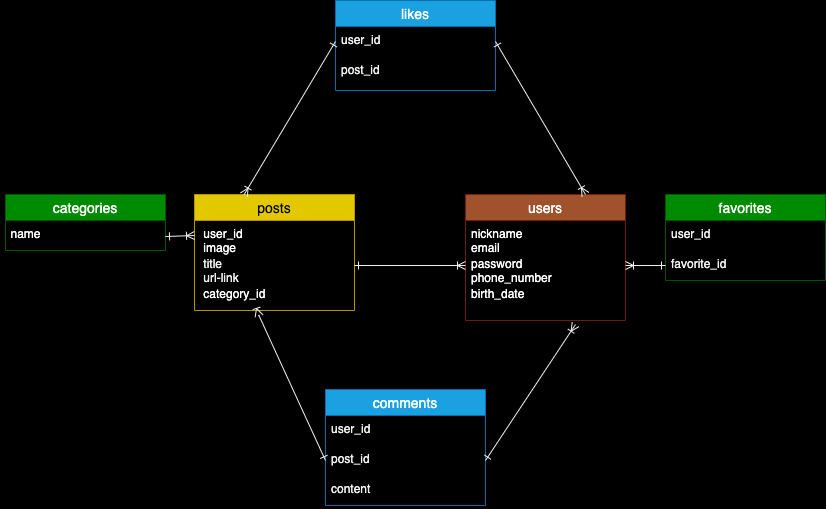 likes
user_id
post_id
categories
name
posts
user_id
image
title
url-link
category_id
users
nickname
email
password
phone_number
birth_date
favorites
user_id
favorite_id
comments
user_id
post_id
content